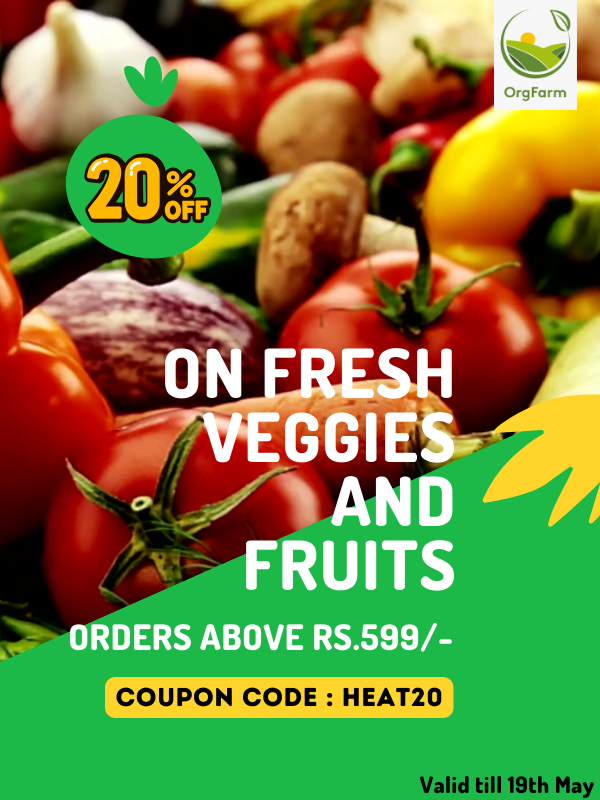 OrgFarm
20% OFF
ON FRESH
VEGGIES
AND
FRUITS
ORDERS ABOVE RS.599/-
COUPON CODE : HEAT20
Valid till 19th May